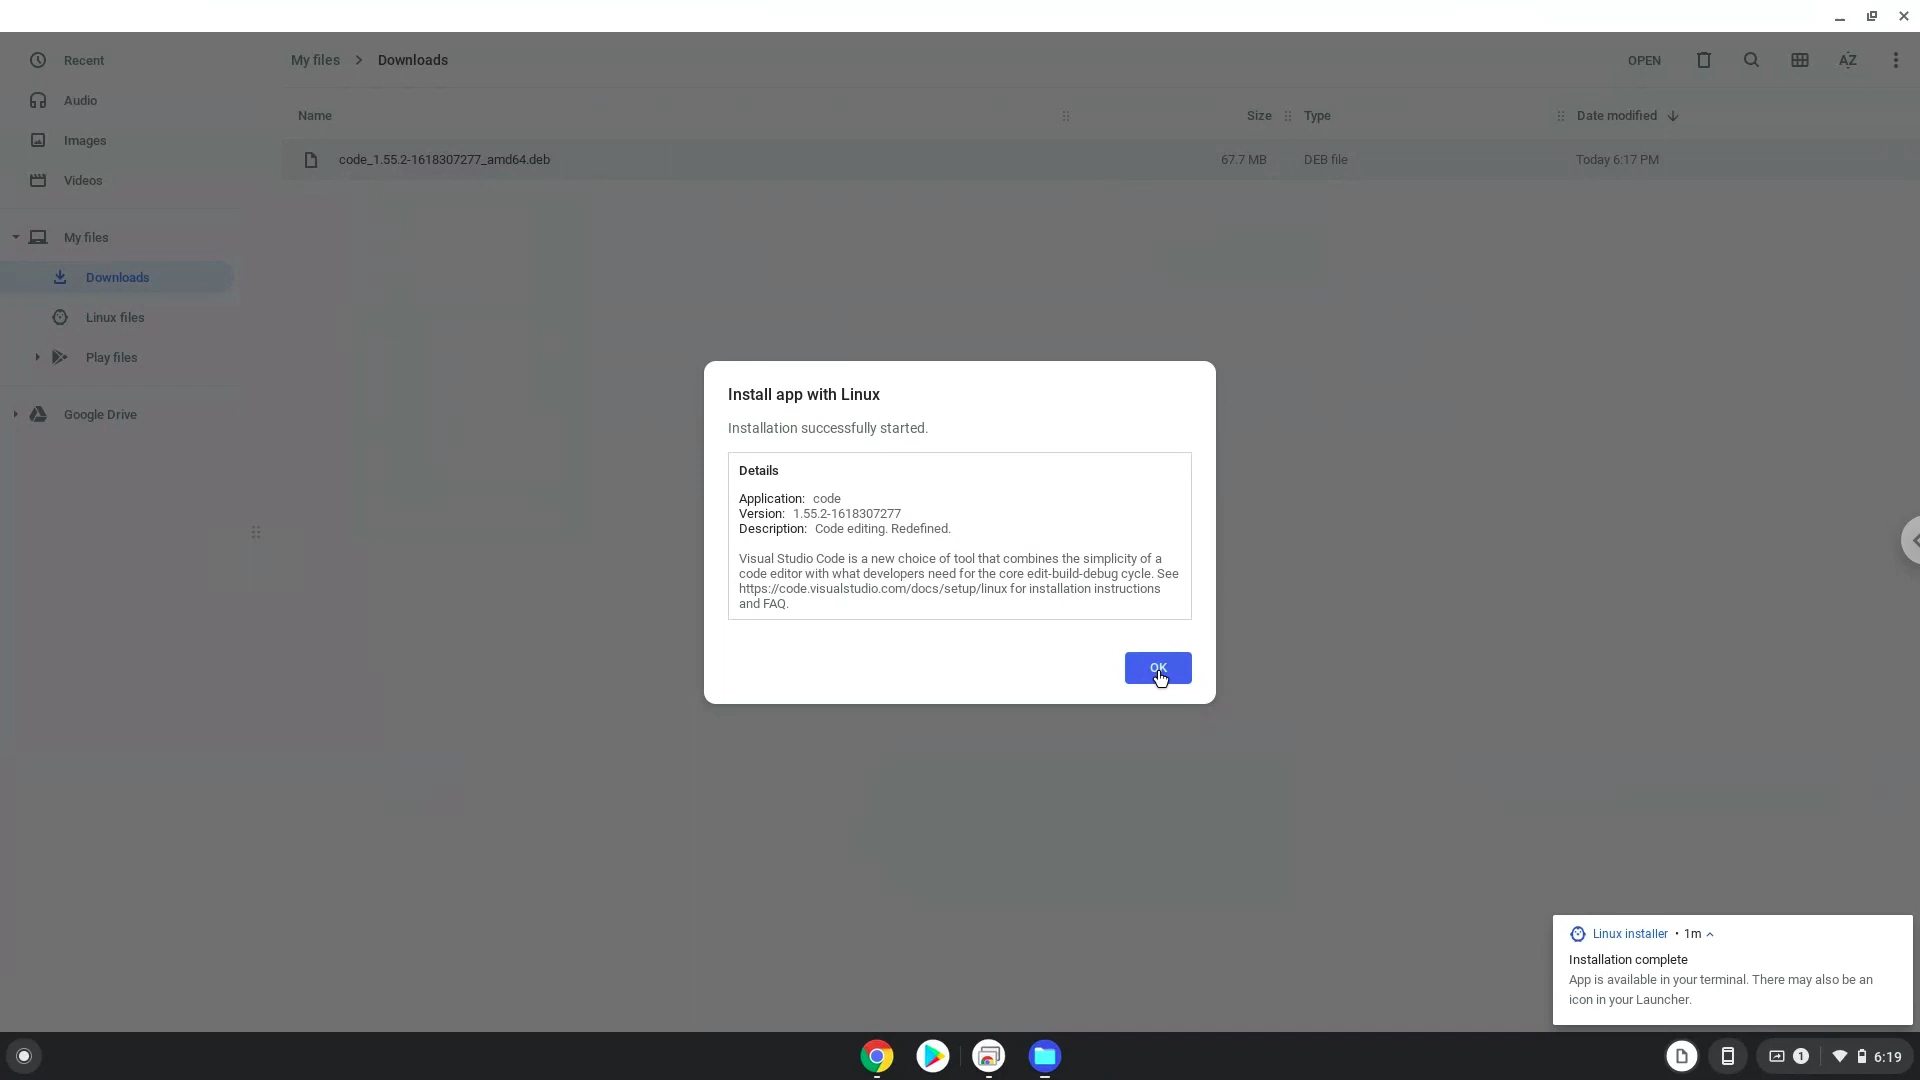 Recent
Audio
Images
Videos
My files
Downloads
Linux files
Play files
Google Drive
My files > Downloads
OPEN
AZ
Name
Size
Type
Date modified
code_1.55.2-1618307277_amd64.deb
67.7 MB
DEB file
Today 6:17 PM
Install app with Linux
Installation successfully started.
Details
Application: code
Version: 1.55.2-1618307277
Description: Code editing. Redefined.
Visual Studio Code is a new choice of tool that combines the simplicity of a
code editor with what developers need for the core edit-build-debug cycle. See
https://code.visualstudio.com/docs/setup/linux for installation instructions
and FAQ.
OK
Linux installer • 1m
Installation complete
App is available in your terminal. There may also be an
icon in your Launcher.
1
6:19